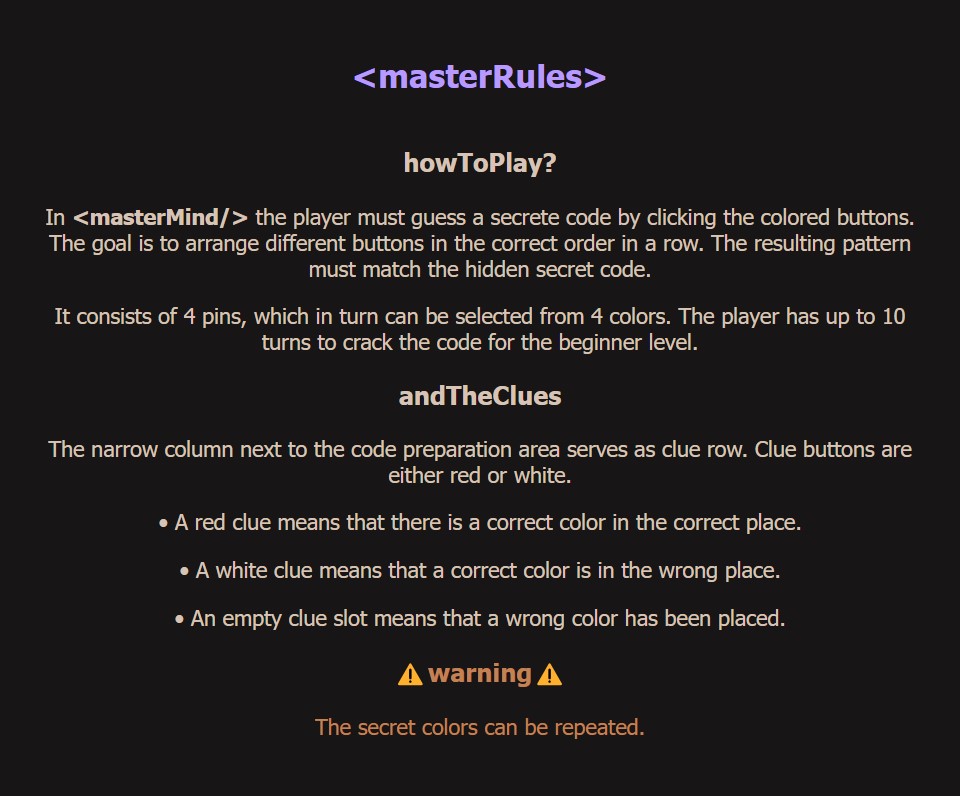 <masterRules>
howToPlay?
In <masterMind/> the player must guess a secrete code by clicking the colored buttons.
The goal is to arrange different buttons in the correct order in a row. The resulting pattern
must match the hidden secret code.
It consists of 4 pins, which in turn can be selected from 4 colors. The player has up to 10
turns to crack the code for the beginner level.
andTheClues
The narrow column next to the code preparation area serves as clue row. Clue buttons are
either red or white.
• A red clue means that there is a correct color in the correct place.
• A white clue means that a correct color is in the wrong place.
• An empty clue slot means that a wrong color has been placed.
⚠️ warning ⚠️
The secret colors can be repeated.